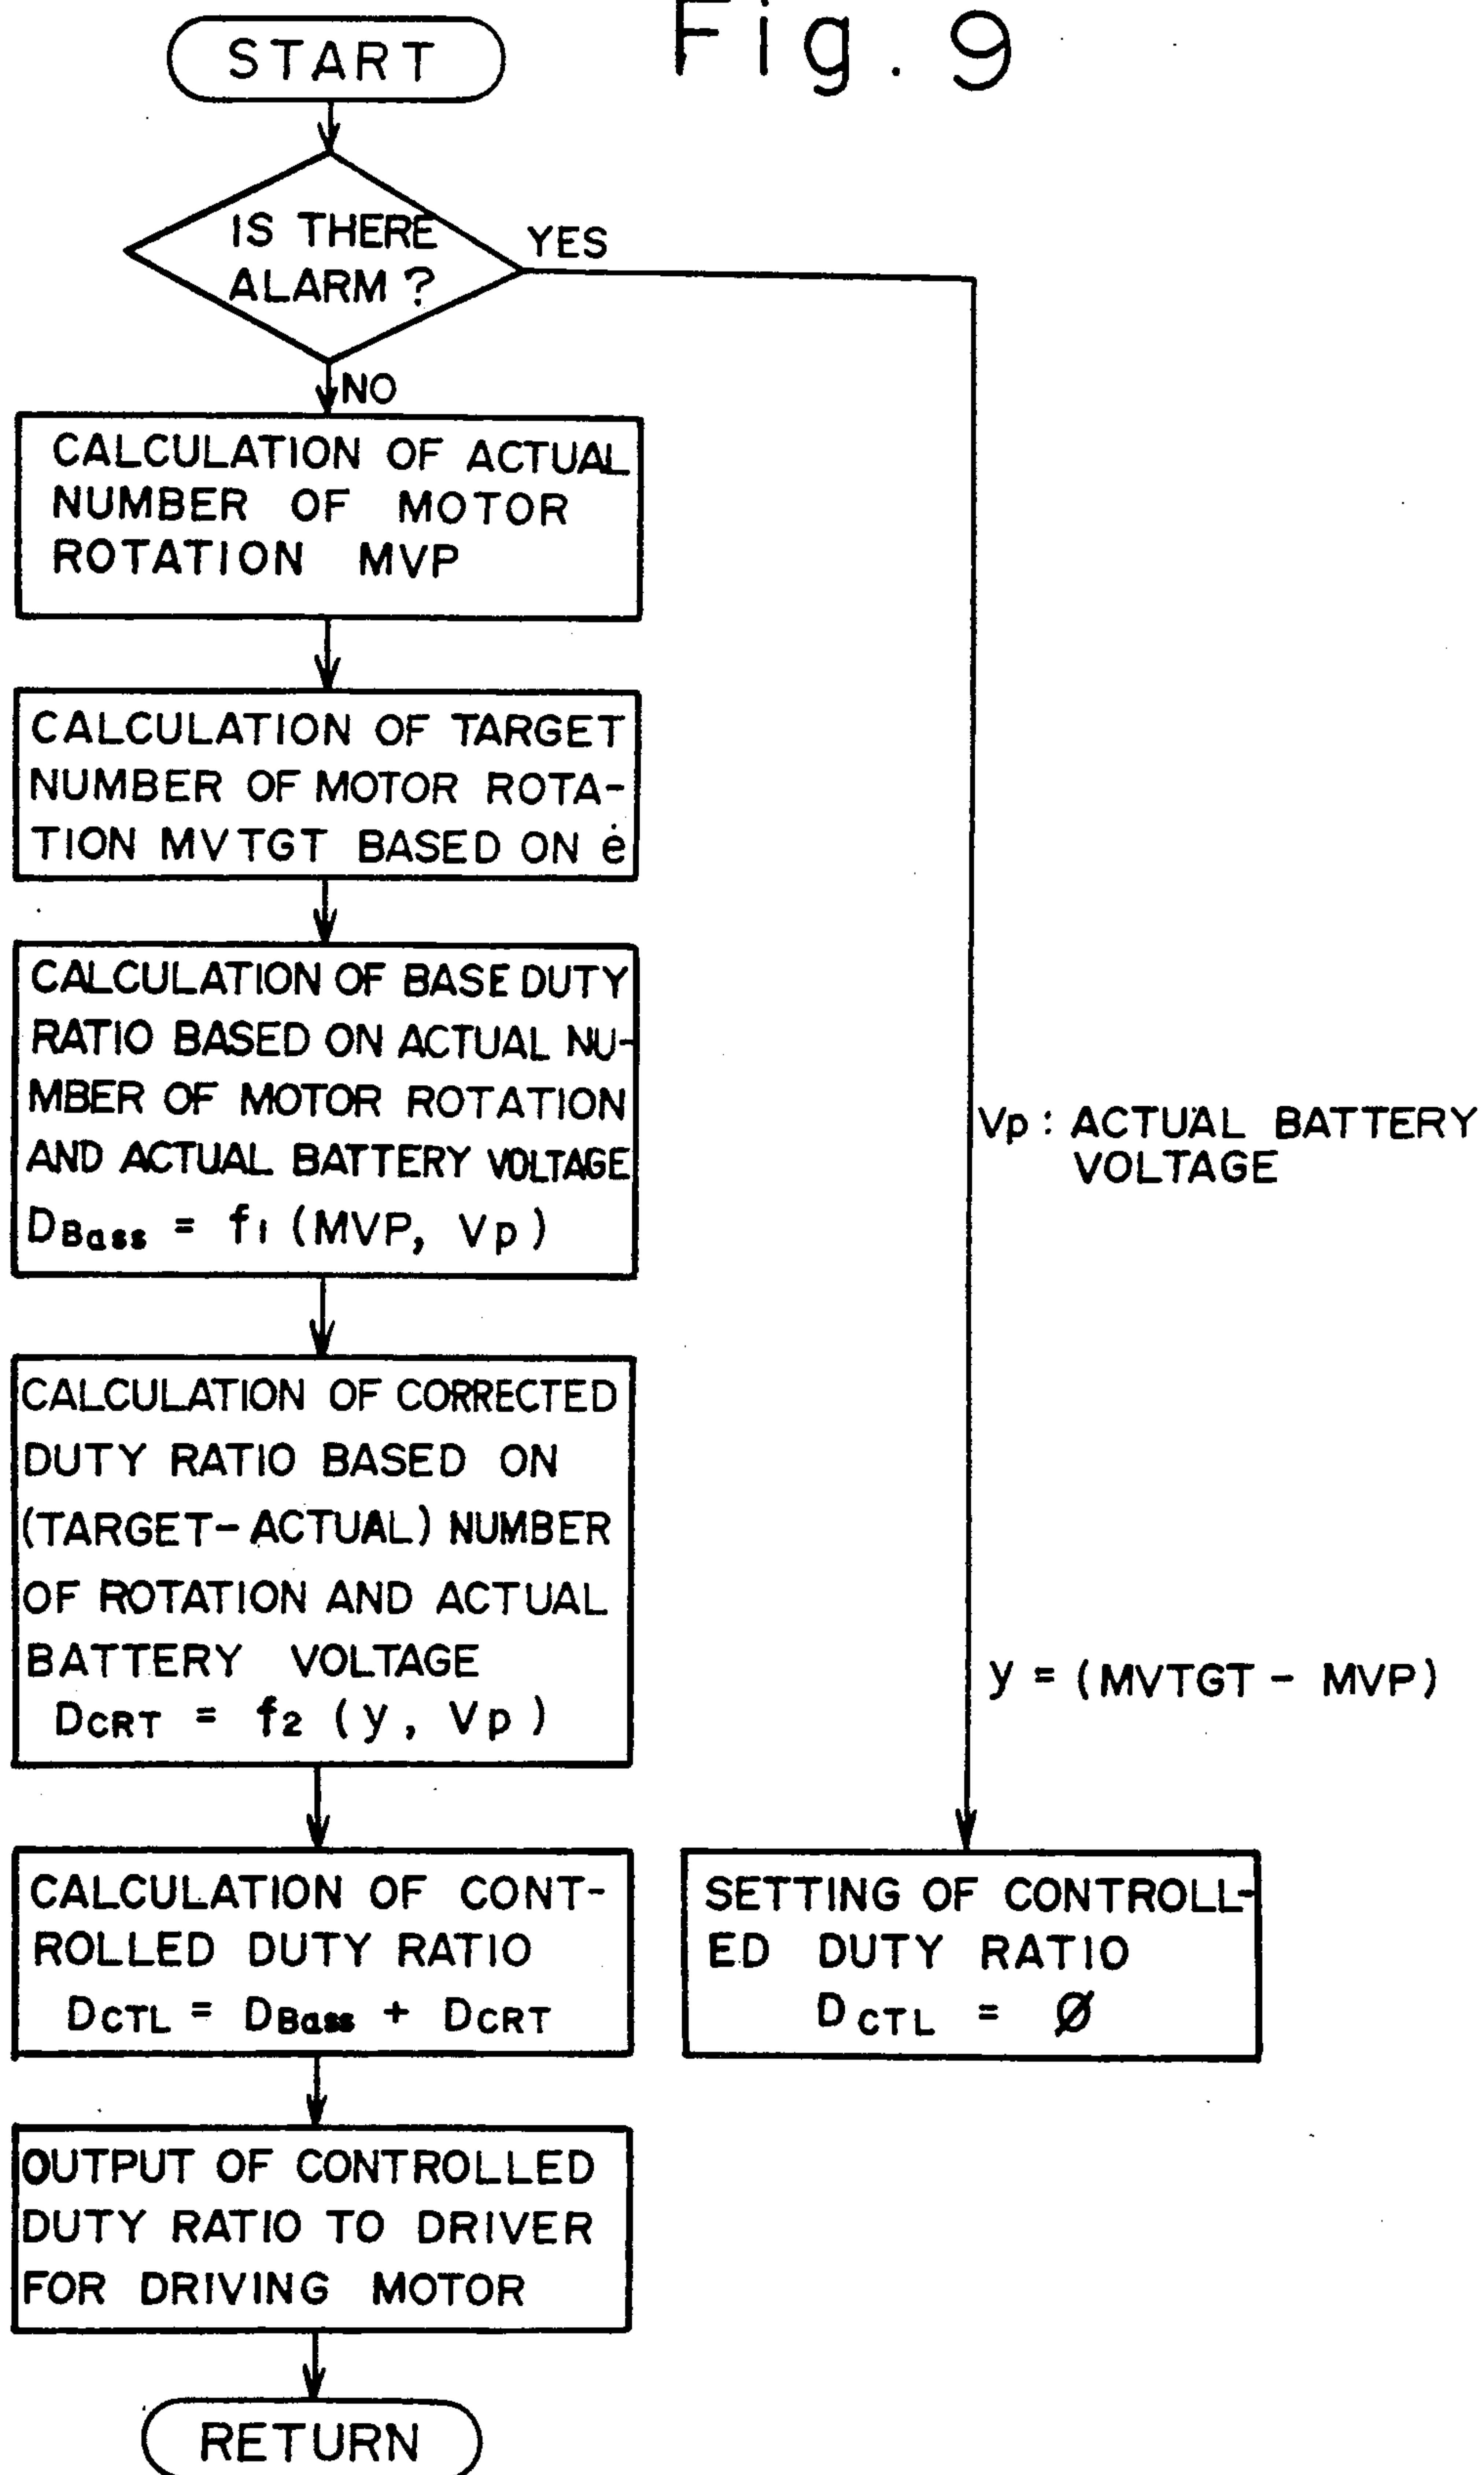 Fig. 9
START
IS THERE
ALARM ?
YES
NO
CALCULATION OF ACTUAL
NUMBER OF MOTOR
ROTATION MVP
CALCULATION OF TARGET
NUMBER OF MOTOR ROTA-
TION MVTGT BASED ON ė
CALCULATION OF BASE DUTY
RATIO BASED ON ACTUAL NU-
MBER OF MOTOR ROTATION
AND ACTUAL BATTERY VOLTAGE
DBass = f1 (MVP, Vp)
Vp : ACTUAL BATTERY
VOLTAGE
CALCULATION OF CORRECTED
DUTY RATIO BASED ON
(TARGET-ACTUAL) NUMBER
OF ROTATION AND ACTUAL
BATTERY VOLTAGE
DCRT = f2 (y, Vp)
y = (MVTGT - MVP)
CALCULATION OF CONT-
ROLLED DUTY RATIO
DCTL = DBass + DCRT
SETTING OF CONTROLL-
ED DUTY RATIO
DCTL = Ø
OUTPUT OF CONTROLLED
DUTY RATIO TO DRIVER
FOR DRIVING MOTOR
RETURN